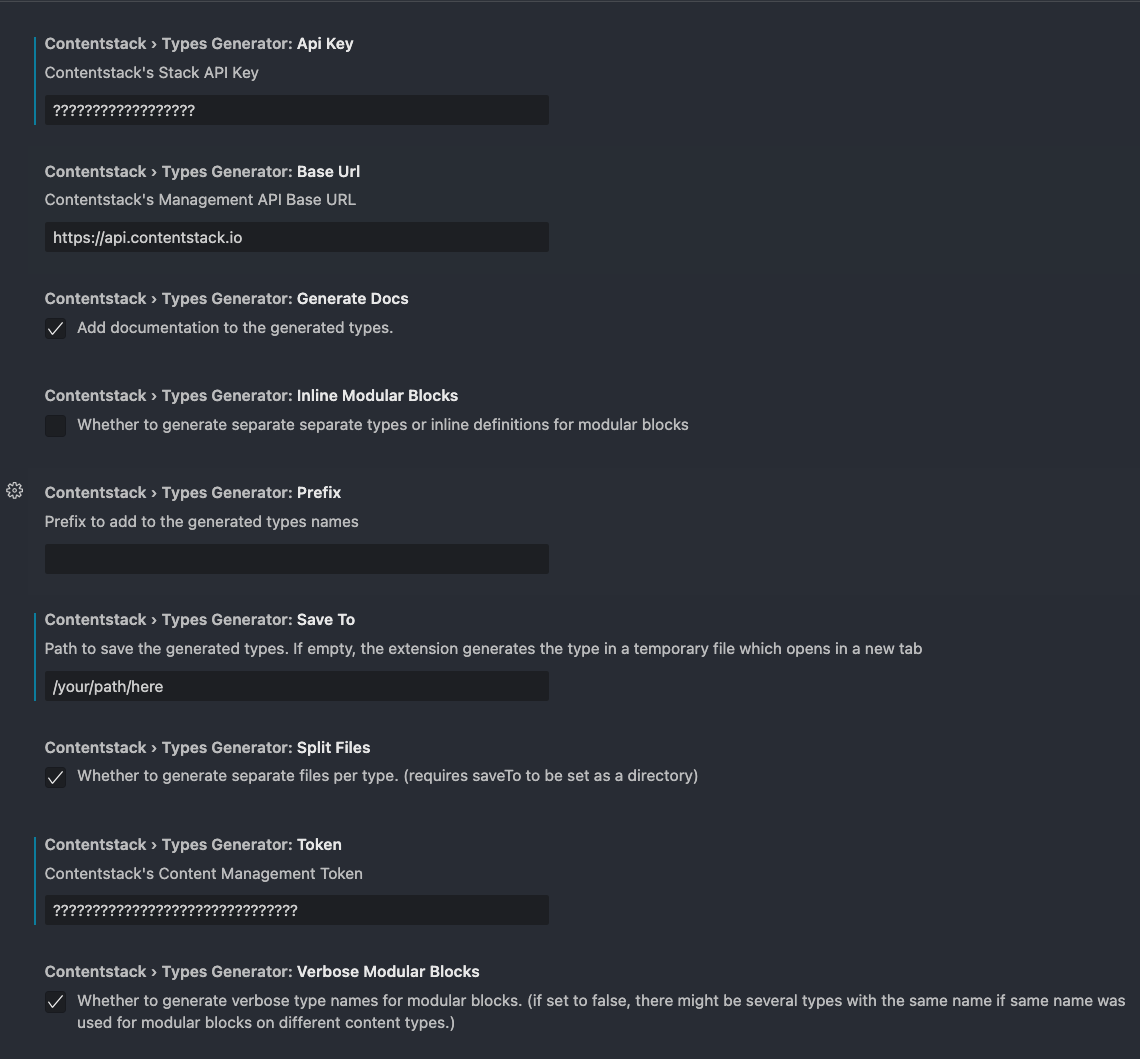 Contentstack › Types Generator: Api Key
Contentstack's Stack API Key
??????????????????
Contentstack › Types Generator: Base Url
Contentstack's Management API Base URL
https://api.contentstack.io
Contentstack › Types Generator: Generate Docs
Add documentation to the generated types.
Contentstack › Types Generator: Inline Modular Blocks
Whether to generate separate separate types or inline definitions for modular blocks
Contentstack › Types Generator: Prefix
Prefix to add to the generated types names
Contentstack › Types Generator: Save To
Path to save the generated types. If empty, the extension generates the type in a temporary file which opens in a new tab
/your/path/here
Contentstack › Types Generator: Split Files
Whether to generate separate files per type. (requires saveTo to be set as a directory)
Contentstack › Types Generator: Token
Contentstack's Content Management Token
???????????????????????????????
Contentstack › Types Generator: Verbose Modular Blocks
Whether to generate verbose type names for modular blocks. (if set to false, there might be several types with the same name if same name was
used for modular blocks on different content types.)